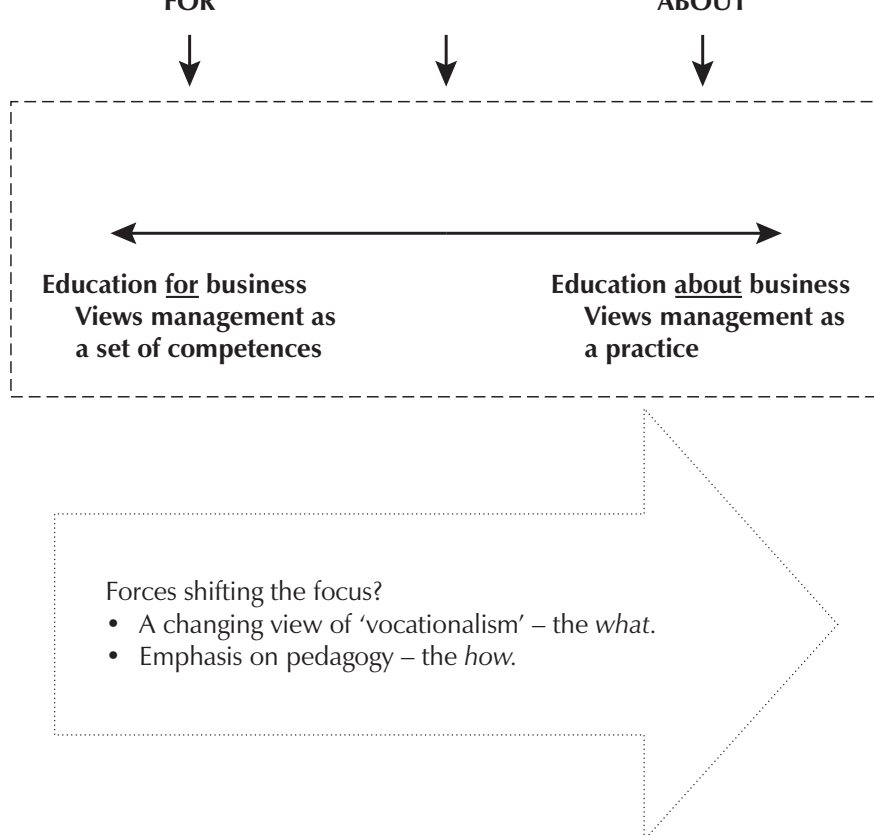 FOR ABOUT
Education for business
Views management as
a set of competences
Education about business
Views management as
a practice
Forces shifting the focus?
• A changing view of ‘vocationalism’ – the what.
• Emphasis on pedagogy – the how.